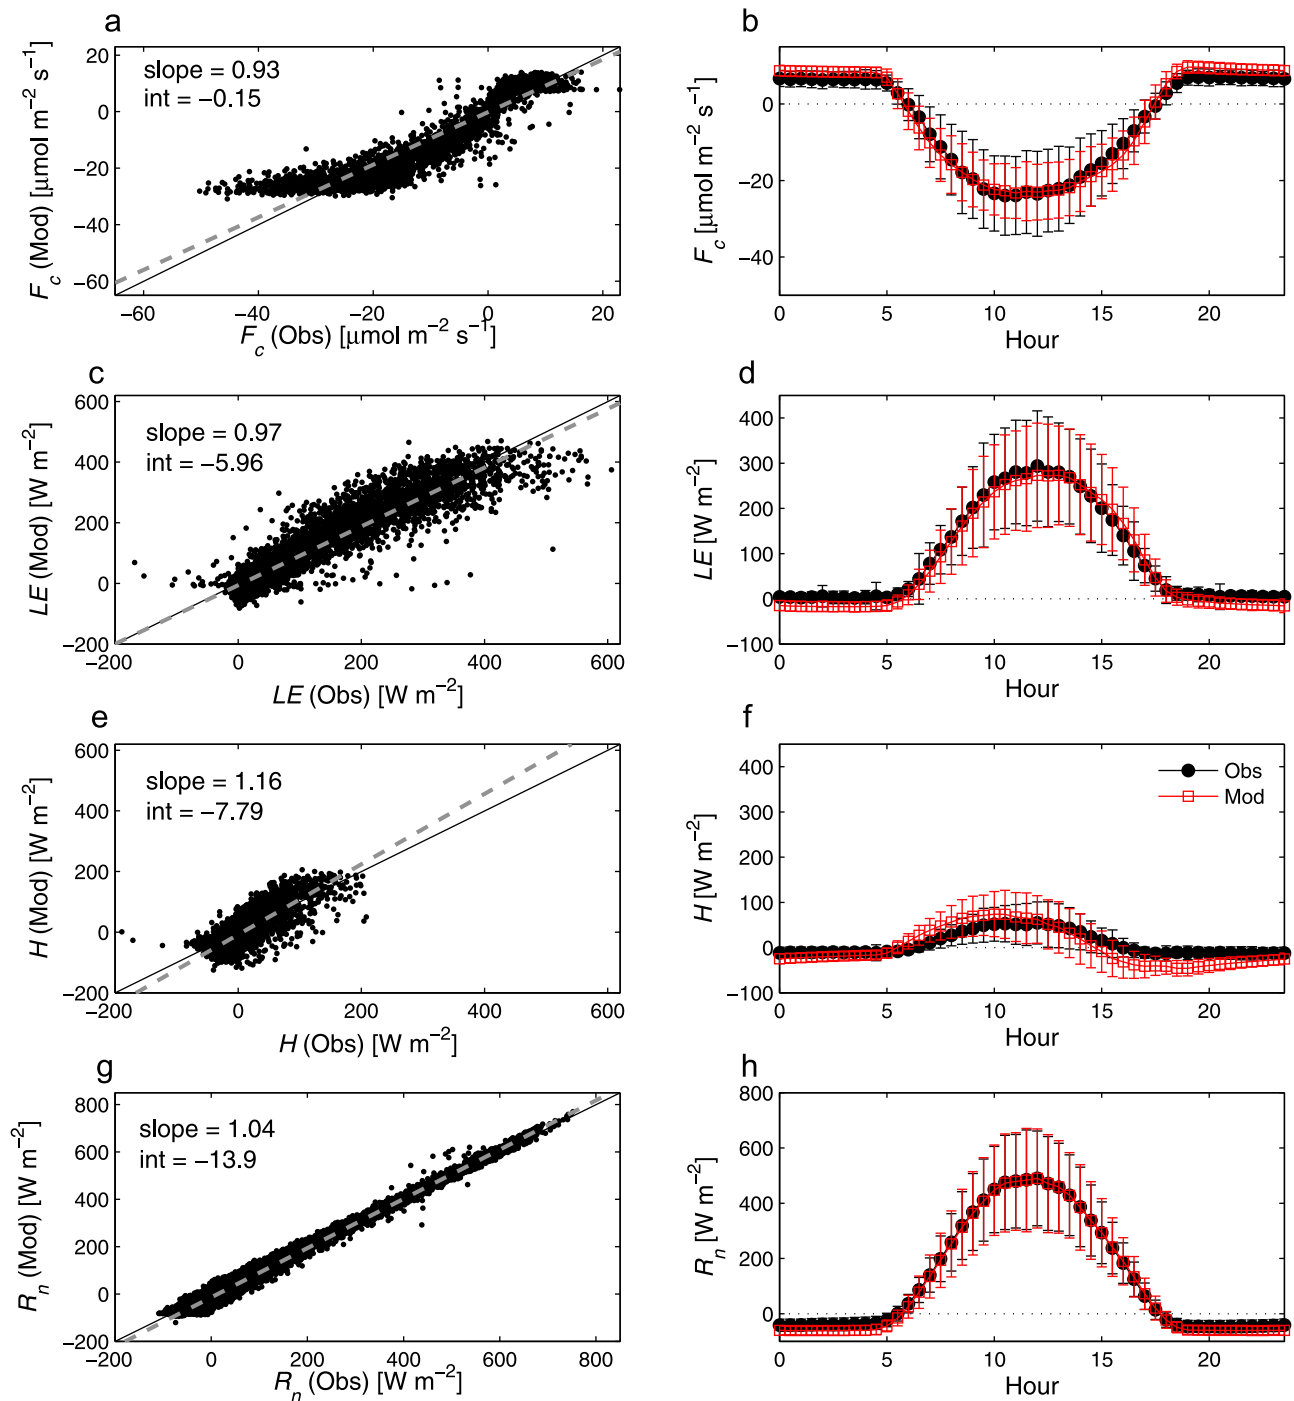 a
F_c (Mod) [μmol m−2 s−1]
slope = 0.93
int = −0.15
20
0
−20
−40
−60
−60 −40 −20 0 20
F_c (Obs) [μmol m−2 s−1]
b
F_c [μmol m−2 s−1]
0
−20
−40
0 5 10 15 20
Hour
c
LE (Mod) [W m−2]
slope = 0.97
int = −5.96
600
400
200
0
−200
−200 0 200 400 600
LE (Obs) [W m−2]
d
LE [W m−2]
400
300
200
100
0
−100
0 5 10 15 20
Hour
e
H (Mod) [W m−2]
slope = 1.16
int = −7.79
600
400
200
0
−200
−200 0 200 400 600
H (Obs) [W m−2]
f
H [W m−2]
Obs
Mod
400
300
200
100
0
−100
0 5 10 15 20
Hour
g
R_n (Mod) [W m−2]
slope = 1.04
int = −13.9
800
600
400
200
0
−200
−200 0 200 400 600 800
R_n (Obs) [W m−2]
h
R_n [W m−2]
800
600
400
200
0
0 5 10 15 20
Hour